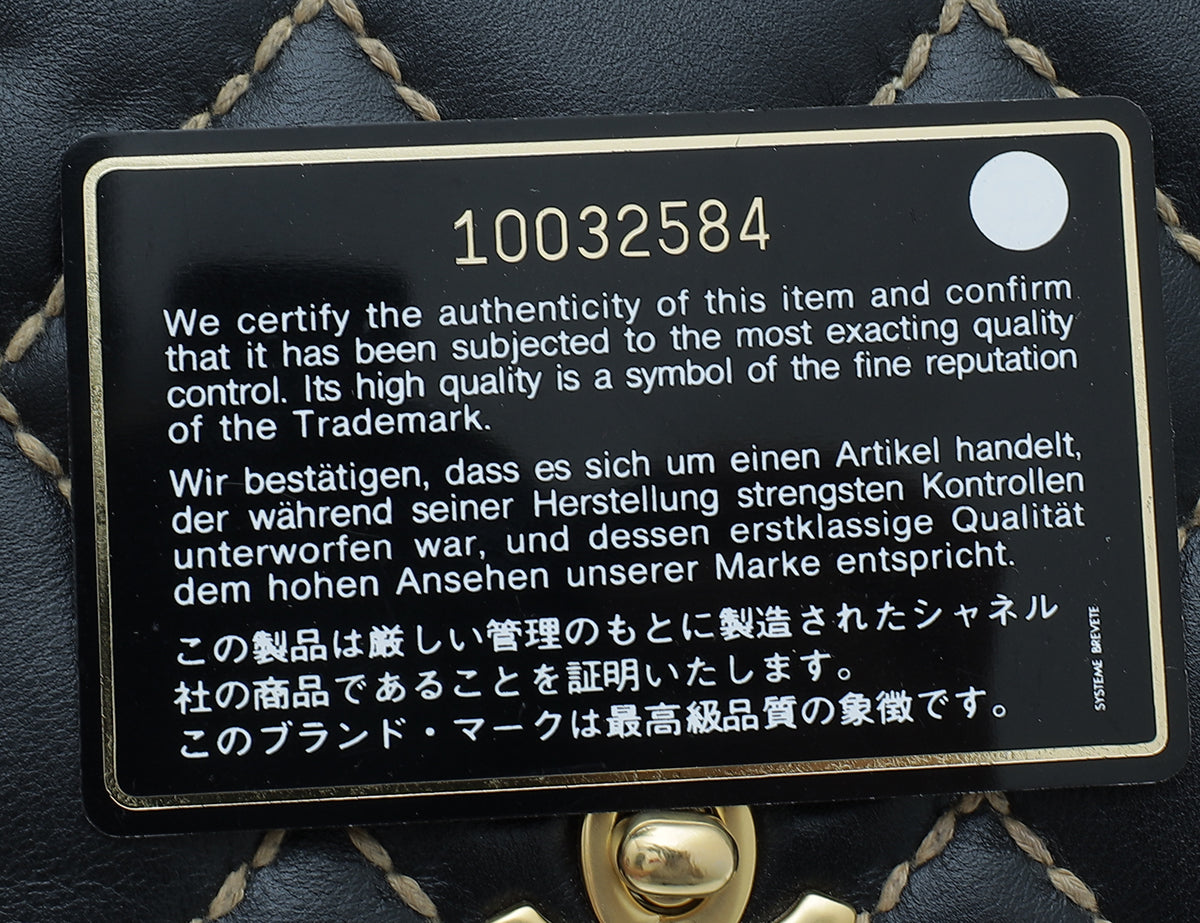 10032584
We certify the authenticity of this item and confirm
that it has been subjected to the most exacting quality
control. Its high quality is a symbol of the fine reputation
of the Trademark.
Wir bestätigen, dass es sich um einen Artikel handelt,
der während seiner Herstellung strengsten Kontrollen
unterworfen war, und dessen erstklassige Qualität
dem hohen Ansehen unserer Marke entspricht.
この製品は厳しい管理のもとに製造されたシャネル
社の商品であることを証明いたします。
このブランド・マークは最高級品質の象徴です。
SYSTEME BREVETE